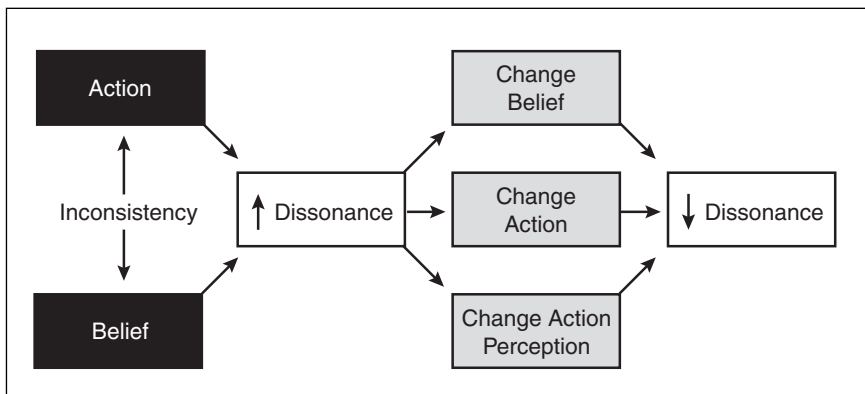 Action
Inconsistency
Belief
↑ Dissonance
Change
Belief
Change
Action
Change Action
Perception
↓ Dissonance